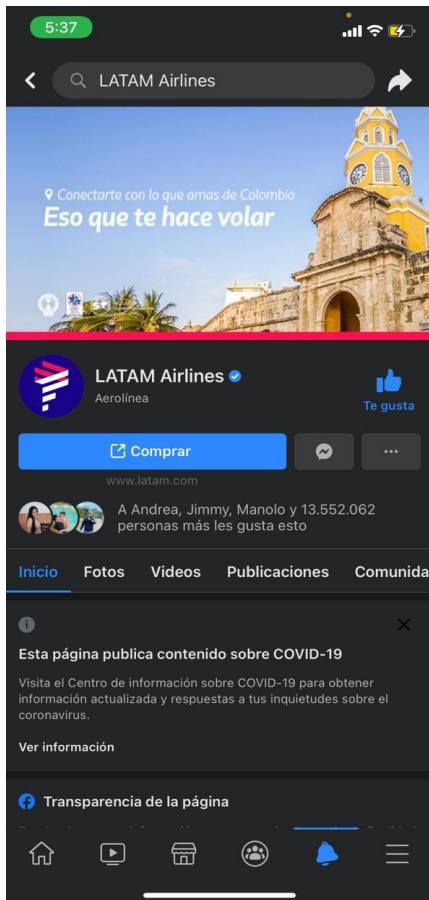 5:37
LATAM Airlines
Conectarte con lo que amas de Colombia
Eso que te hace volar
LATAM Airlines
Aerolínea
Te gusta
Comprar
www.latam.com
A Andrea, Jimmy, Manolo y 13.552.062
personas más les gusta esto
Inicio Fotos Videos Publicaciones Comunida
Esta página publica contenido sobre COVID-19
Visita el Centro de información sobre COVID-19 para obtener
información actualizada y respuestas a tus inquietudes sobre el
coronavirus.
Ver información
Transparencia de la página